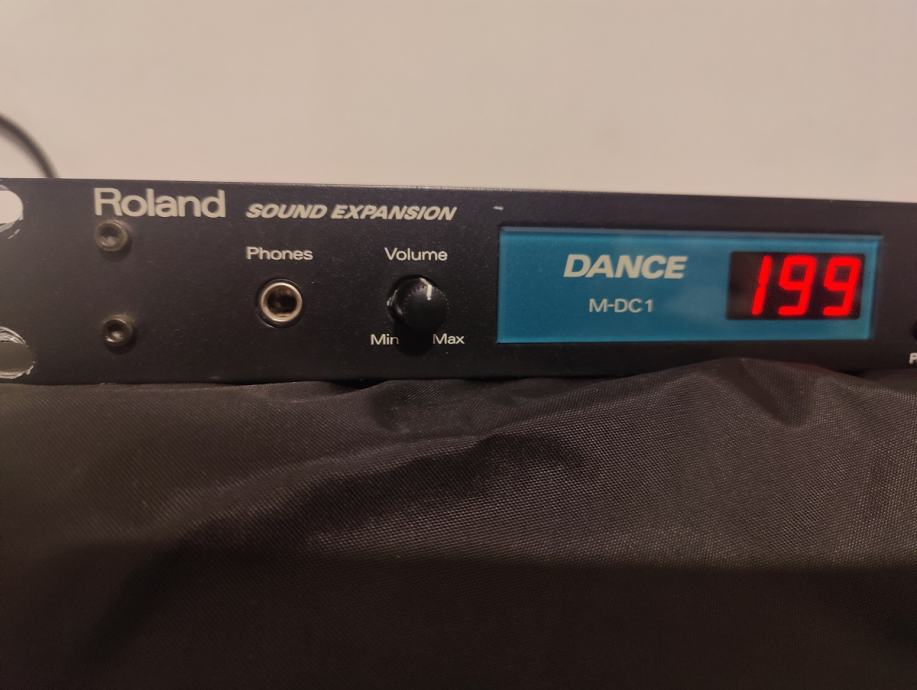 Roland SOUND EXPANSION
Phones
Volume
Min Max
DANCE
M-DC1
199
P